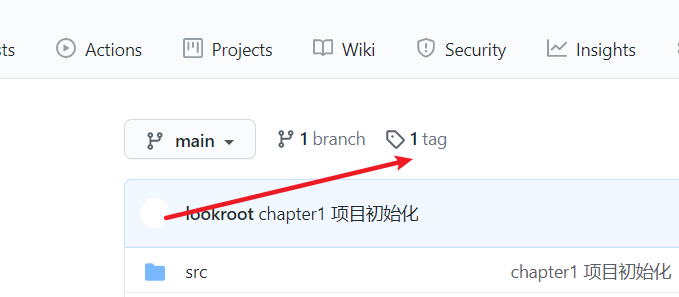 Actions Projects Wiki Security Insights
main 1 branch 1 tag
lookroot chapter1 项目初始化
src chapter1 项目初始化